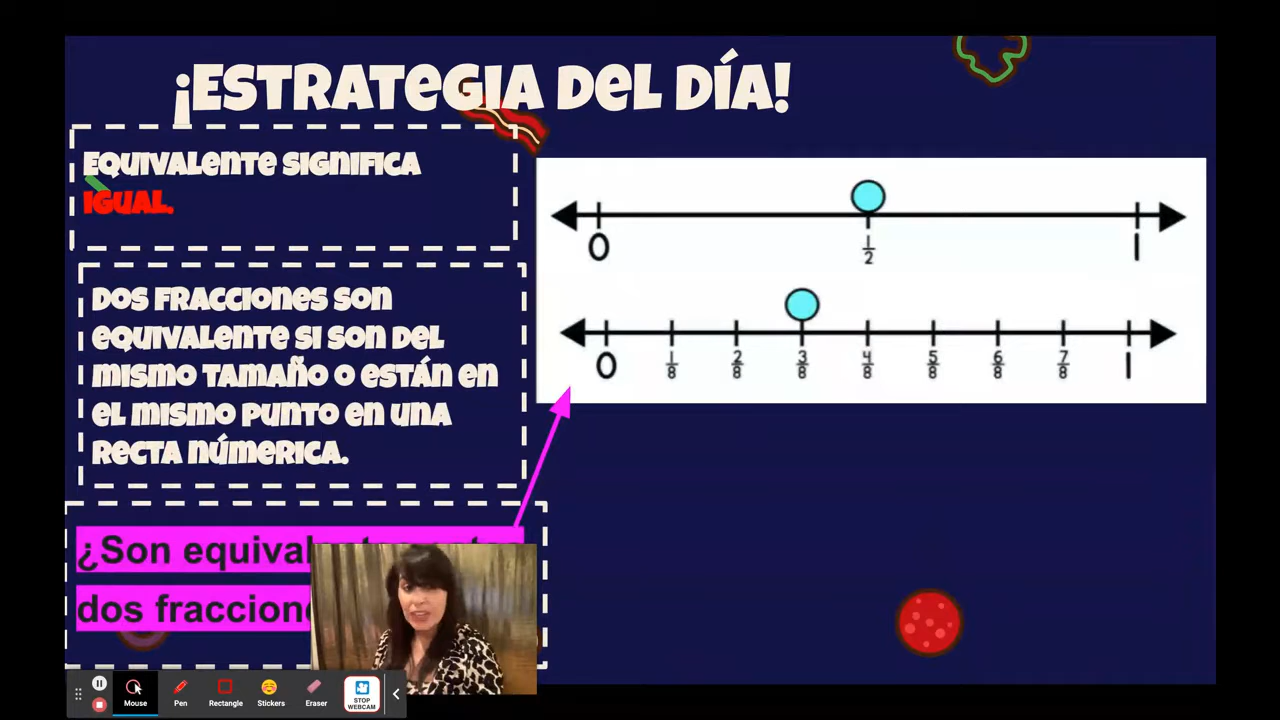 ¡Estrategia del día!
Equivalente significa
igual.
Dos fracciones son
equivalente si son del
mismo tamaño o están en
el mismo punto en una
recta númerica.
¿Son
dos
0 1/2 1
0 1/8 2/8 3/8 4/8 5/8 6/8 7/8 1
Mouse Pen Rectangle Stickers Eraser STOP
WEBCAM